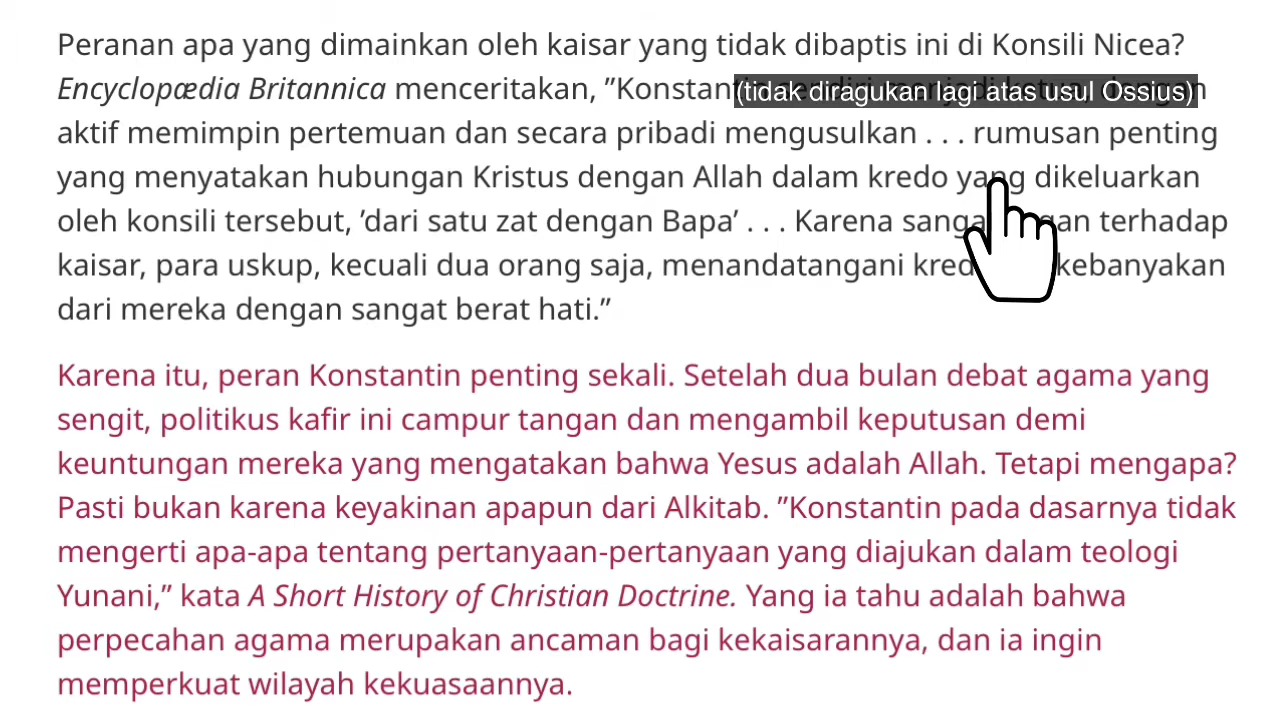 Peranan apa yang dimainkan oleh kaisar yang tidak dibaptis ini di Konsili Nicea?
Encyclopædia Britannica menceritakan, ”Konstantin
(tidak diragukan lagi atas usul Ossius)
aktif memimpin pertemuan dan secara pribadi mengusulkan . . . rumusan penting
yang menyatakan hubungan Kristus dengan Allah dalam kredo yang dikeluarkan
oleh konsili tersebut, ’dari satu zat dengan Bapa’ . . . Karena terhadap
kaisar, para uskup, kecuali dua orang saja, menandatangani kebanyakan
dari mereka dengan sangat berat hati.”
Karena itu, peran Konstantin penting sekali. Setelah dua bulan debat agama yang
sengit, politikus kafir ini campur tangan dan mengambil keputusan demi
keuntungan mereka yang mengatakan bahwa Yesus adalah Allah. Tetapi mengapa?
Pasti bukan karena keyakinan apapun dari Alkitab. ”Konstantin pada dasarnya tidak
mengerti apa-apa tentang pertanyaan-pertanyaan yang diajukan dalam teologi
Yunani,” kata A Short History of Christian Doctrine. Yang ia tahu adalah bahwa
perpecahan agama merupakan ancaman bagi kekaisarannya, dan ia ingin
memperkuat wilayah kekuasaannya.